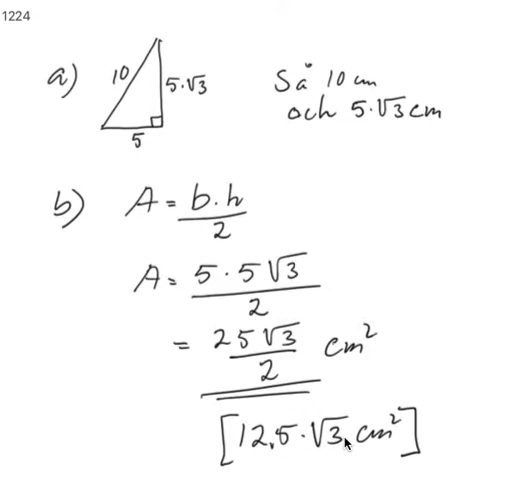 1224
a) 10 5·√3 Så 10 cm
och 5·√3 cm
5
b) A = b·h/2
A = 5·5√3/2
= 25√3/2 cm²
[12,5·√3 cm²]